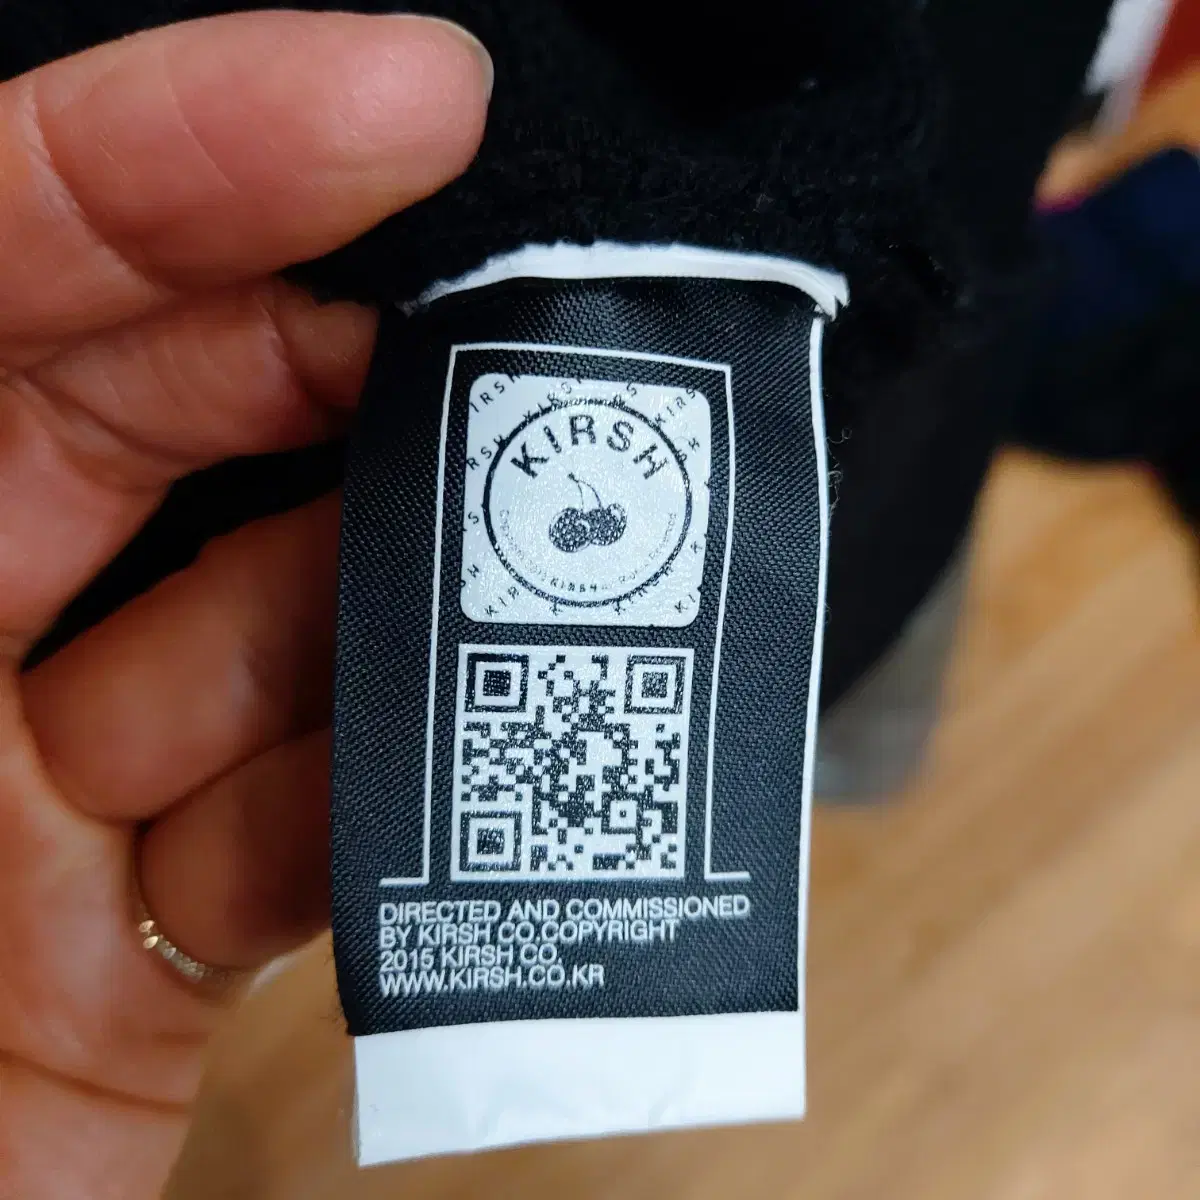 KIRSH
DIRECTED AND COMMISSIONED
BY KIRSH CO.COPYRIGHT
2015 KIRSH CO.
WWW.KIRSH.CO.KR